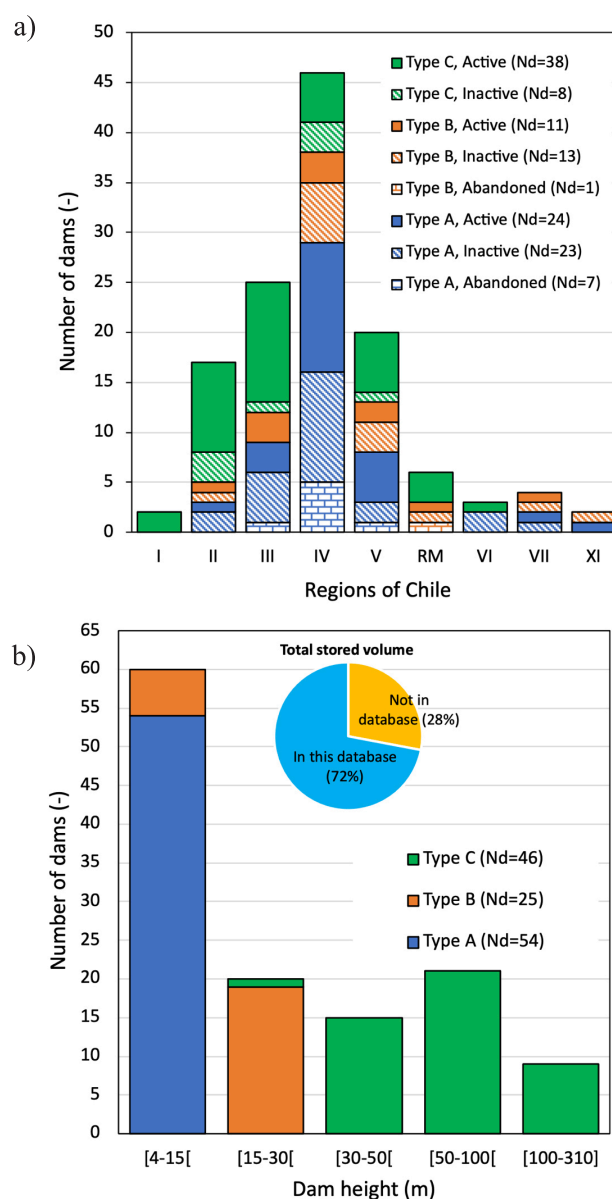 a)
50
45
40
35
30
25
20
15
10
5
0
Number of dams (-)
Type C, Active (Nd=38)
Type C, Inactive (Nd=8)
Type B, Active (Nd=11)
Type B, Inactive (Nd=13)
Type B, Abandoned (Nd=1)
Type A, Active (Nd=24)
Type A, Inactive (Nd=23)
Type A, Abandoned (Nd=7)
I II III IV V RM VI VII XI
Regions of Chile
b)
65
60
55
50
45
40
35
30
25
20
15
10
5
0
Number of dams (-)
Total stored volume
Not in
database (28%)
In this database
(72%)
Type C (Nd=46)
Type B (Nd=25)
Type A (Nd=54)
[4-15[ [15-30[ [30-50[ [50-100[ [100-310]
Dam height (m)